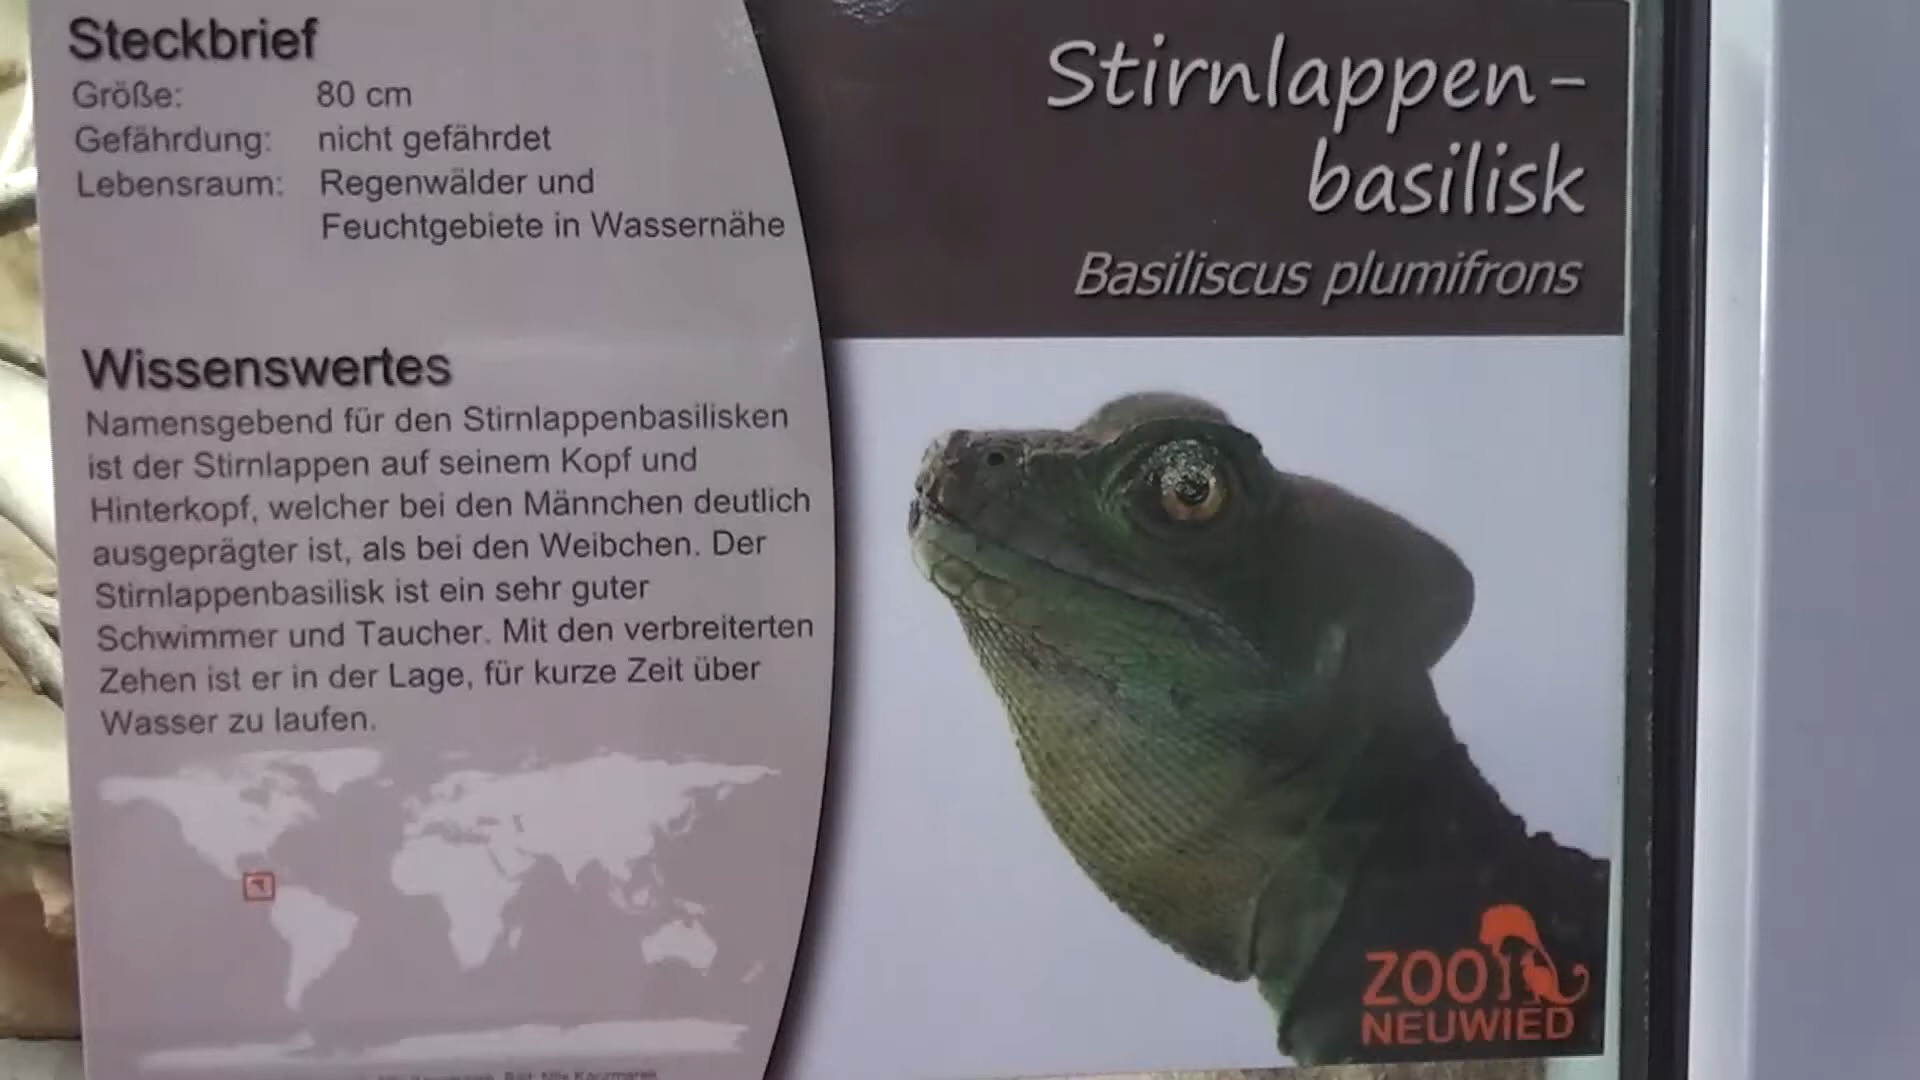 Steckbrief
Größe: 80 cm
Gefährdung: nicht gefährdet
Lebensraum: Regenwälder und
Feuchtgebiete in Wassernähe
Wissenswertes
Namensgebend für den Stirnlappenbasilisken
ist der Stirnlappen auf seinem Kopf und
Hinterkopf, welcher bei den Männchen deutlich
ausgeprägter ist, als bei den Weibchen. Der
Stirnlappenbasilisk ist ein sehr guter
Schwimmer und Taucher. Mit den verbreiterten
Zehen ist er in der Lage, für kurze Zeit über
Wasser zu laufen.
Stirnlappen-
basilisk
Basiliscus plumifrons
ZOO
NEUWIED